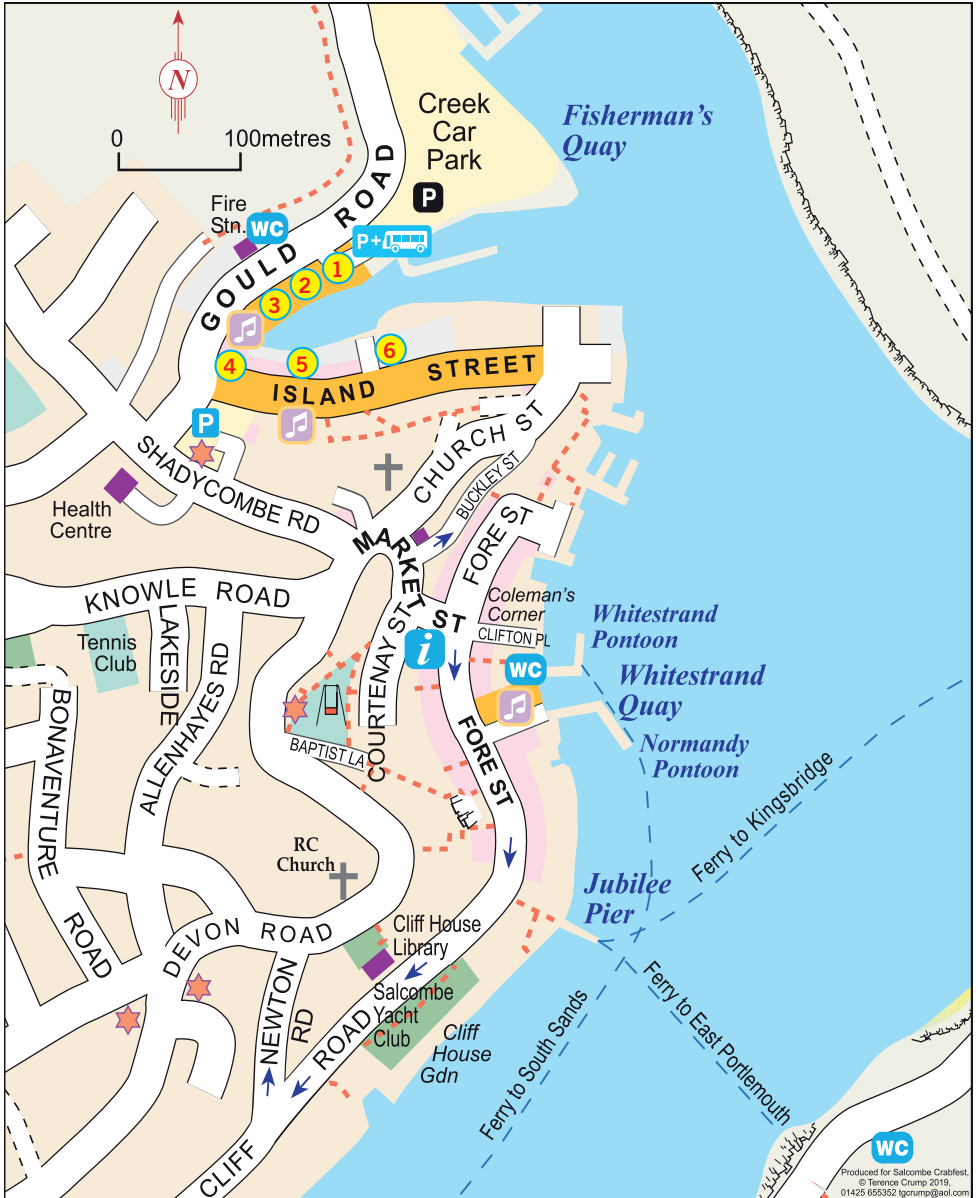 N
0
100metres
Creek
Car
Park
P
Fisherman's
Quay
Fire
Stn.
WC
P+
GOULD ROAD
1
2
3
4
5
6
ISLAND STREET
P
SHADYCOMBE RD
Health
Centre
CHURCH ST
BUCKLEY ST
MARKET ST
FORE ST
Coleman's
Corner
CLIFTON PL
KNOWLE ROAD
LAKESIDE
Tennis
Club
ALLENHAYES RD
COURTENAY ST
i
WC
Whitestrand
Pontoon
Whitestrand
Quay
Normandy
Pontoon
BONAVENTURE
ROAD
BAPTIST LA
FORE ST
Ferry to Kingsbridge
RC
Church
Jubilee
Pier
DEVON ROAD
Cliff House
Library
Salcombe
Yacht
Club
Cliff
House
Gdn
NEWTON
RD
CLIFF ROAD
Ferry to South Sands
Ferry to East Portlemouth
WC
Produced for Salcombe Crabfest,
© Terence Crump 2019,
01425 655352 tgcrump@aol.com